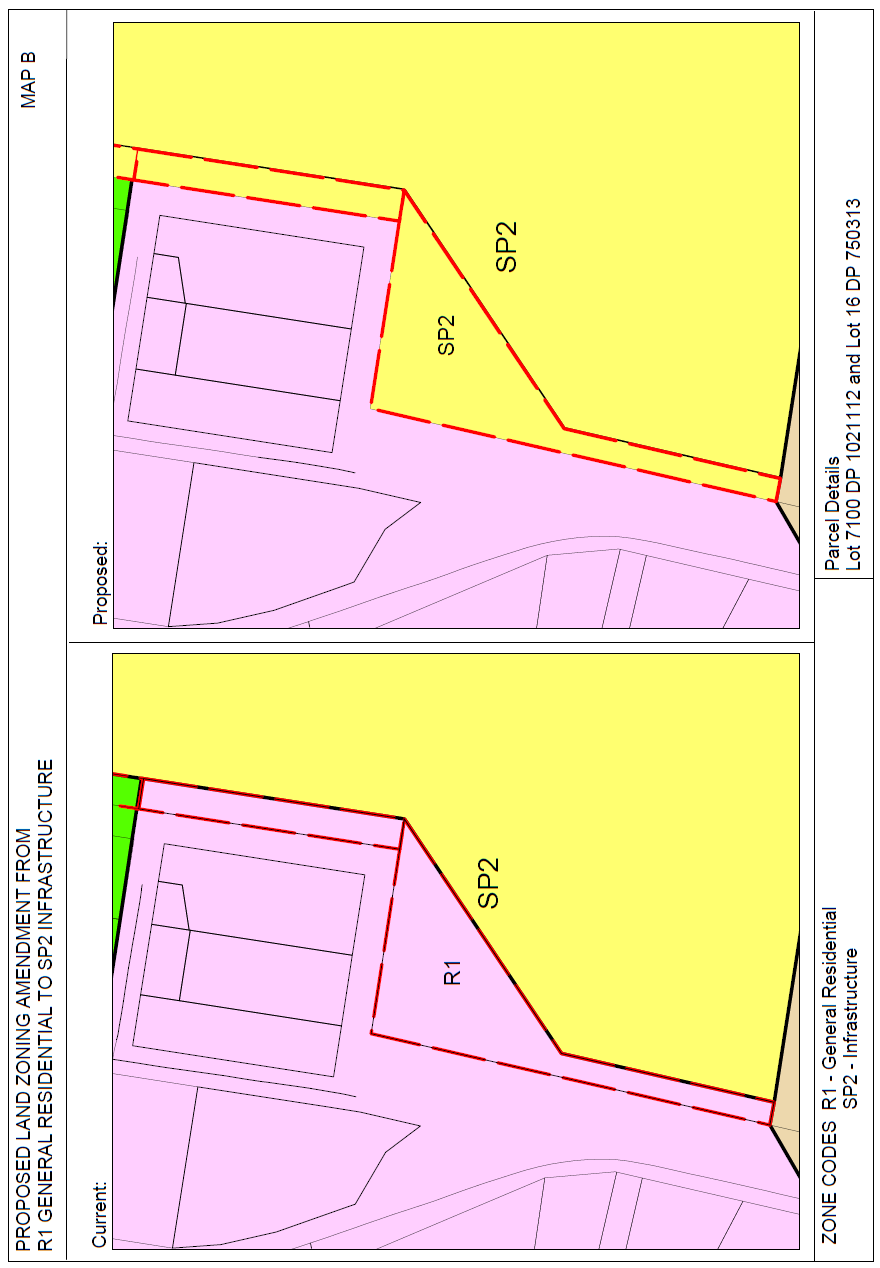 PROPOSED LAND ZONING AMENDMENT FROM
R1 GENERAL RESIDENTIAL TO SP2 INFRASTRUCTURE
MAP B
Current:
R1
SP2
Proposed:
SP2
SP2
ZONE CODES R1 - General Residential
SP2 - Infrastructure
Parcel Details
Lot 7100 DP 1021112 and Lot 16 DP 750313